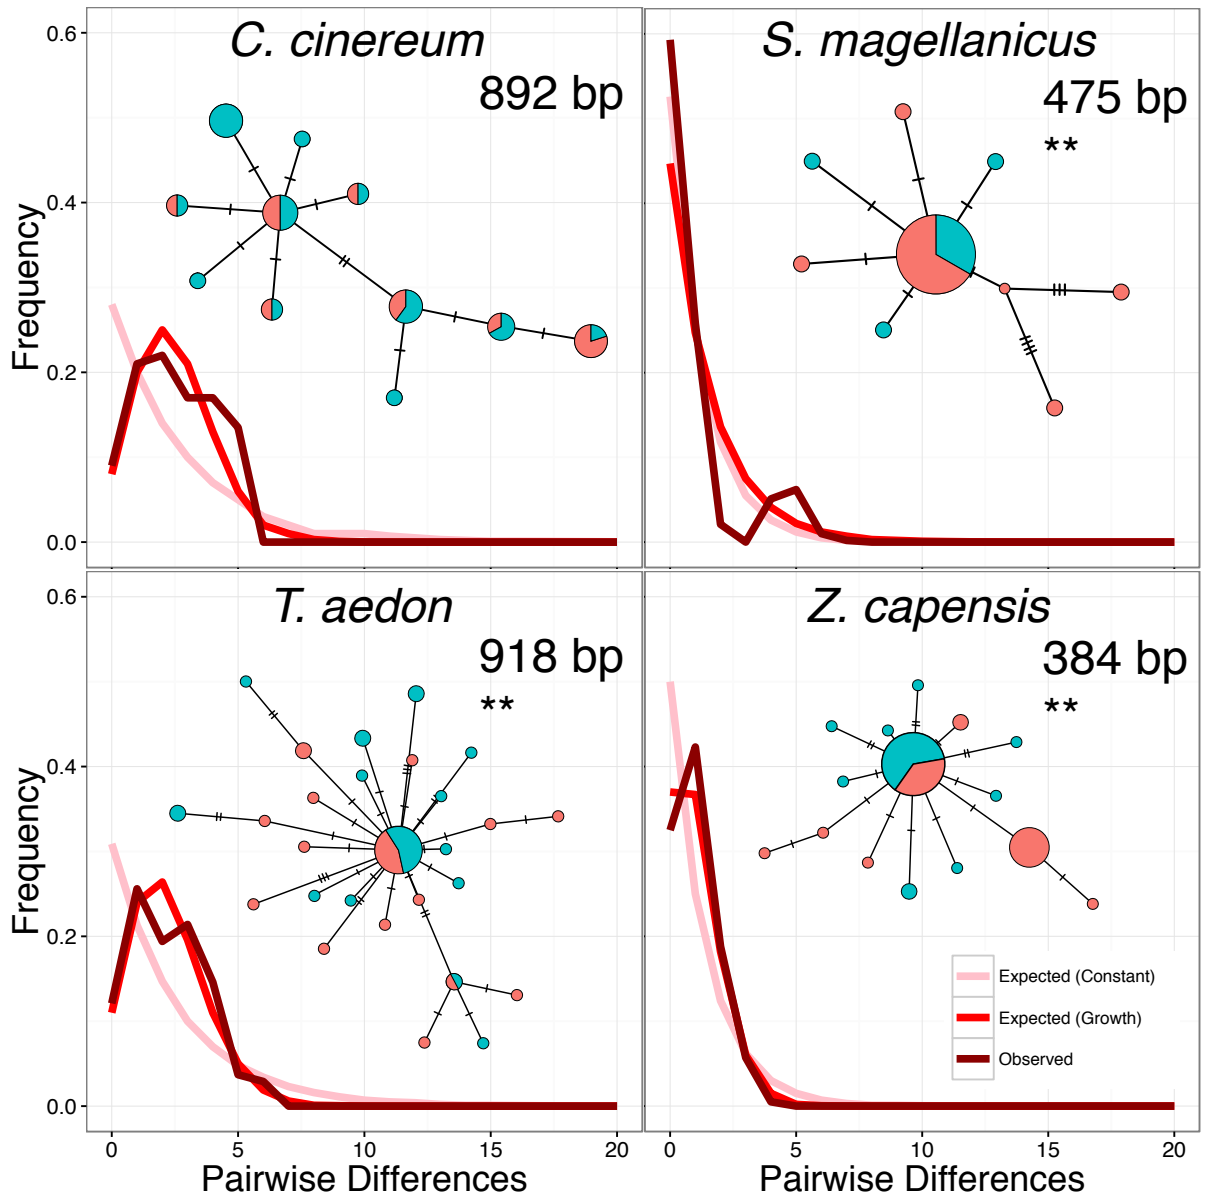 C. cinereum
892 bp
S. magellanicus
475 bp
**
0.6
0.4
0.2
0.0
Frequency
T. aedon
918 bp
**
Z. capensis
384 bp
**
0.6
0.4
0.2
0.0
Frequency
Expected (Constant)
Expected (Growth)
Observed
0 5 10 15 20
0 5 10 15 20
Pairwise Differences
Pairwise Differences